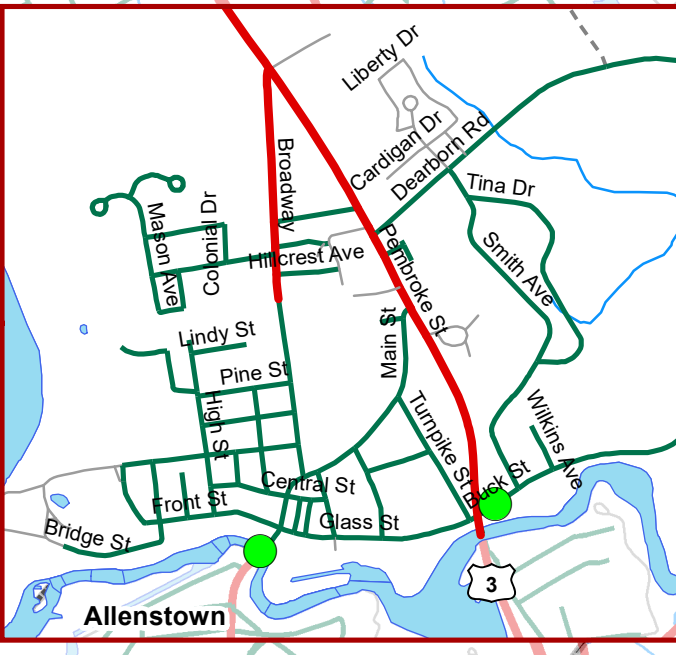 Liberty Dr
Cardigan Dr
Dearborn Rd
Broadway
Tina Dr
Mason Ave
Colonial Dr
Hillcrest Ave
Pembroke St
Smith Ave
Lindy St
Main St
Pine St
High St
Turnpike St
Wilkins Ave
Central St
Buck St
Front St
Glass St
Bridge St
3
Allenstown